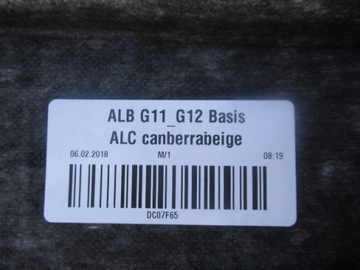 ALB G11_G12 Basis
ALC canberrabeige
06.02.2018 M/1 08:19
DC07F65